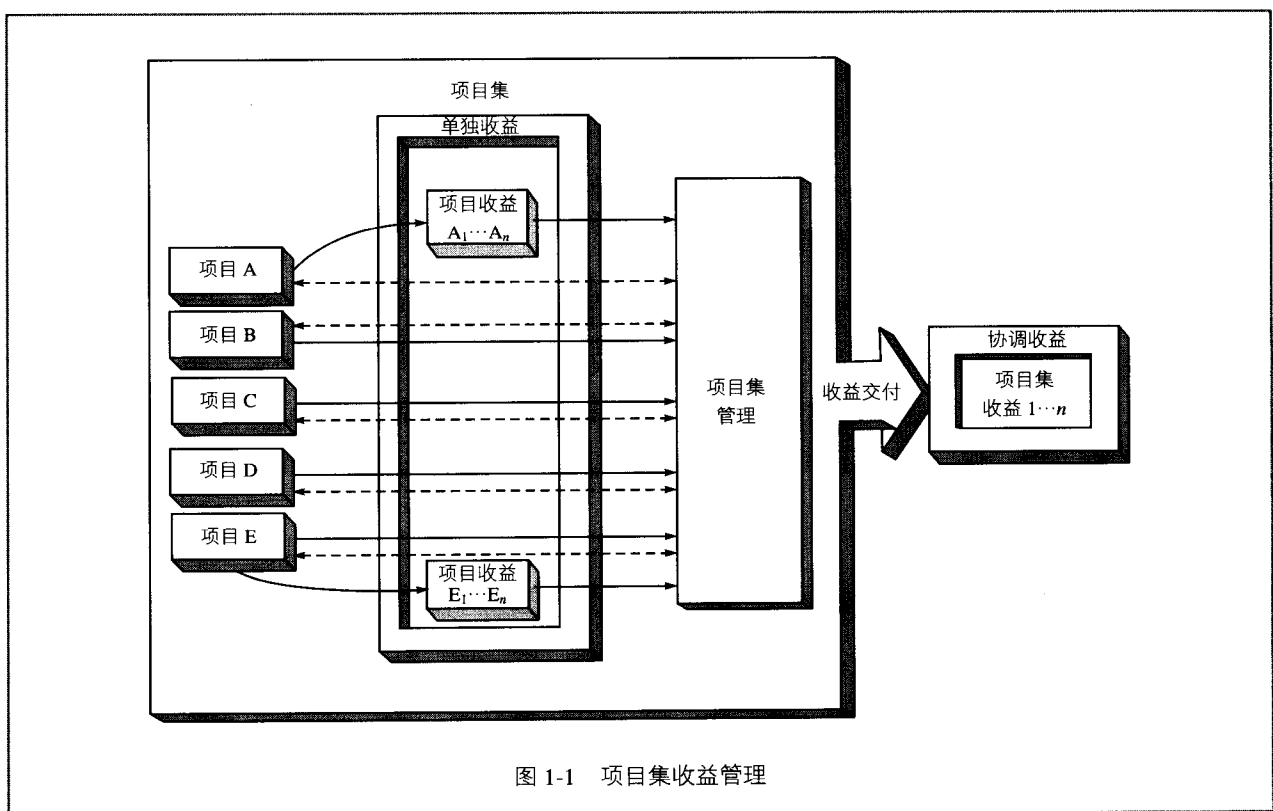 项目集
单独收益
项目收益
A₁…Aₙ
项目 A
项目 B
项目 C
项目 D
项目 E
项目收益
E₁…Eₙ
项目集
管理
收益交付
协调收益
项目集
收益 1…n
图 1-1 项目集收益管理